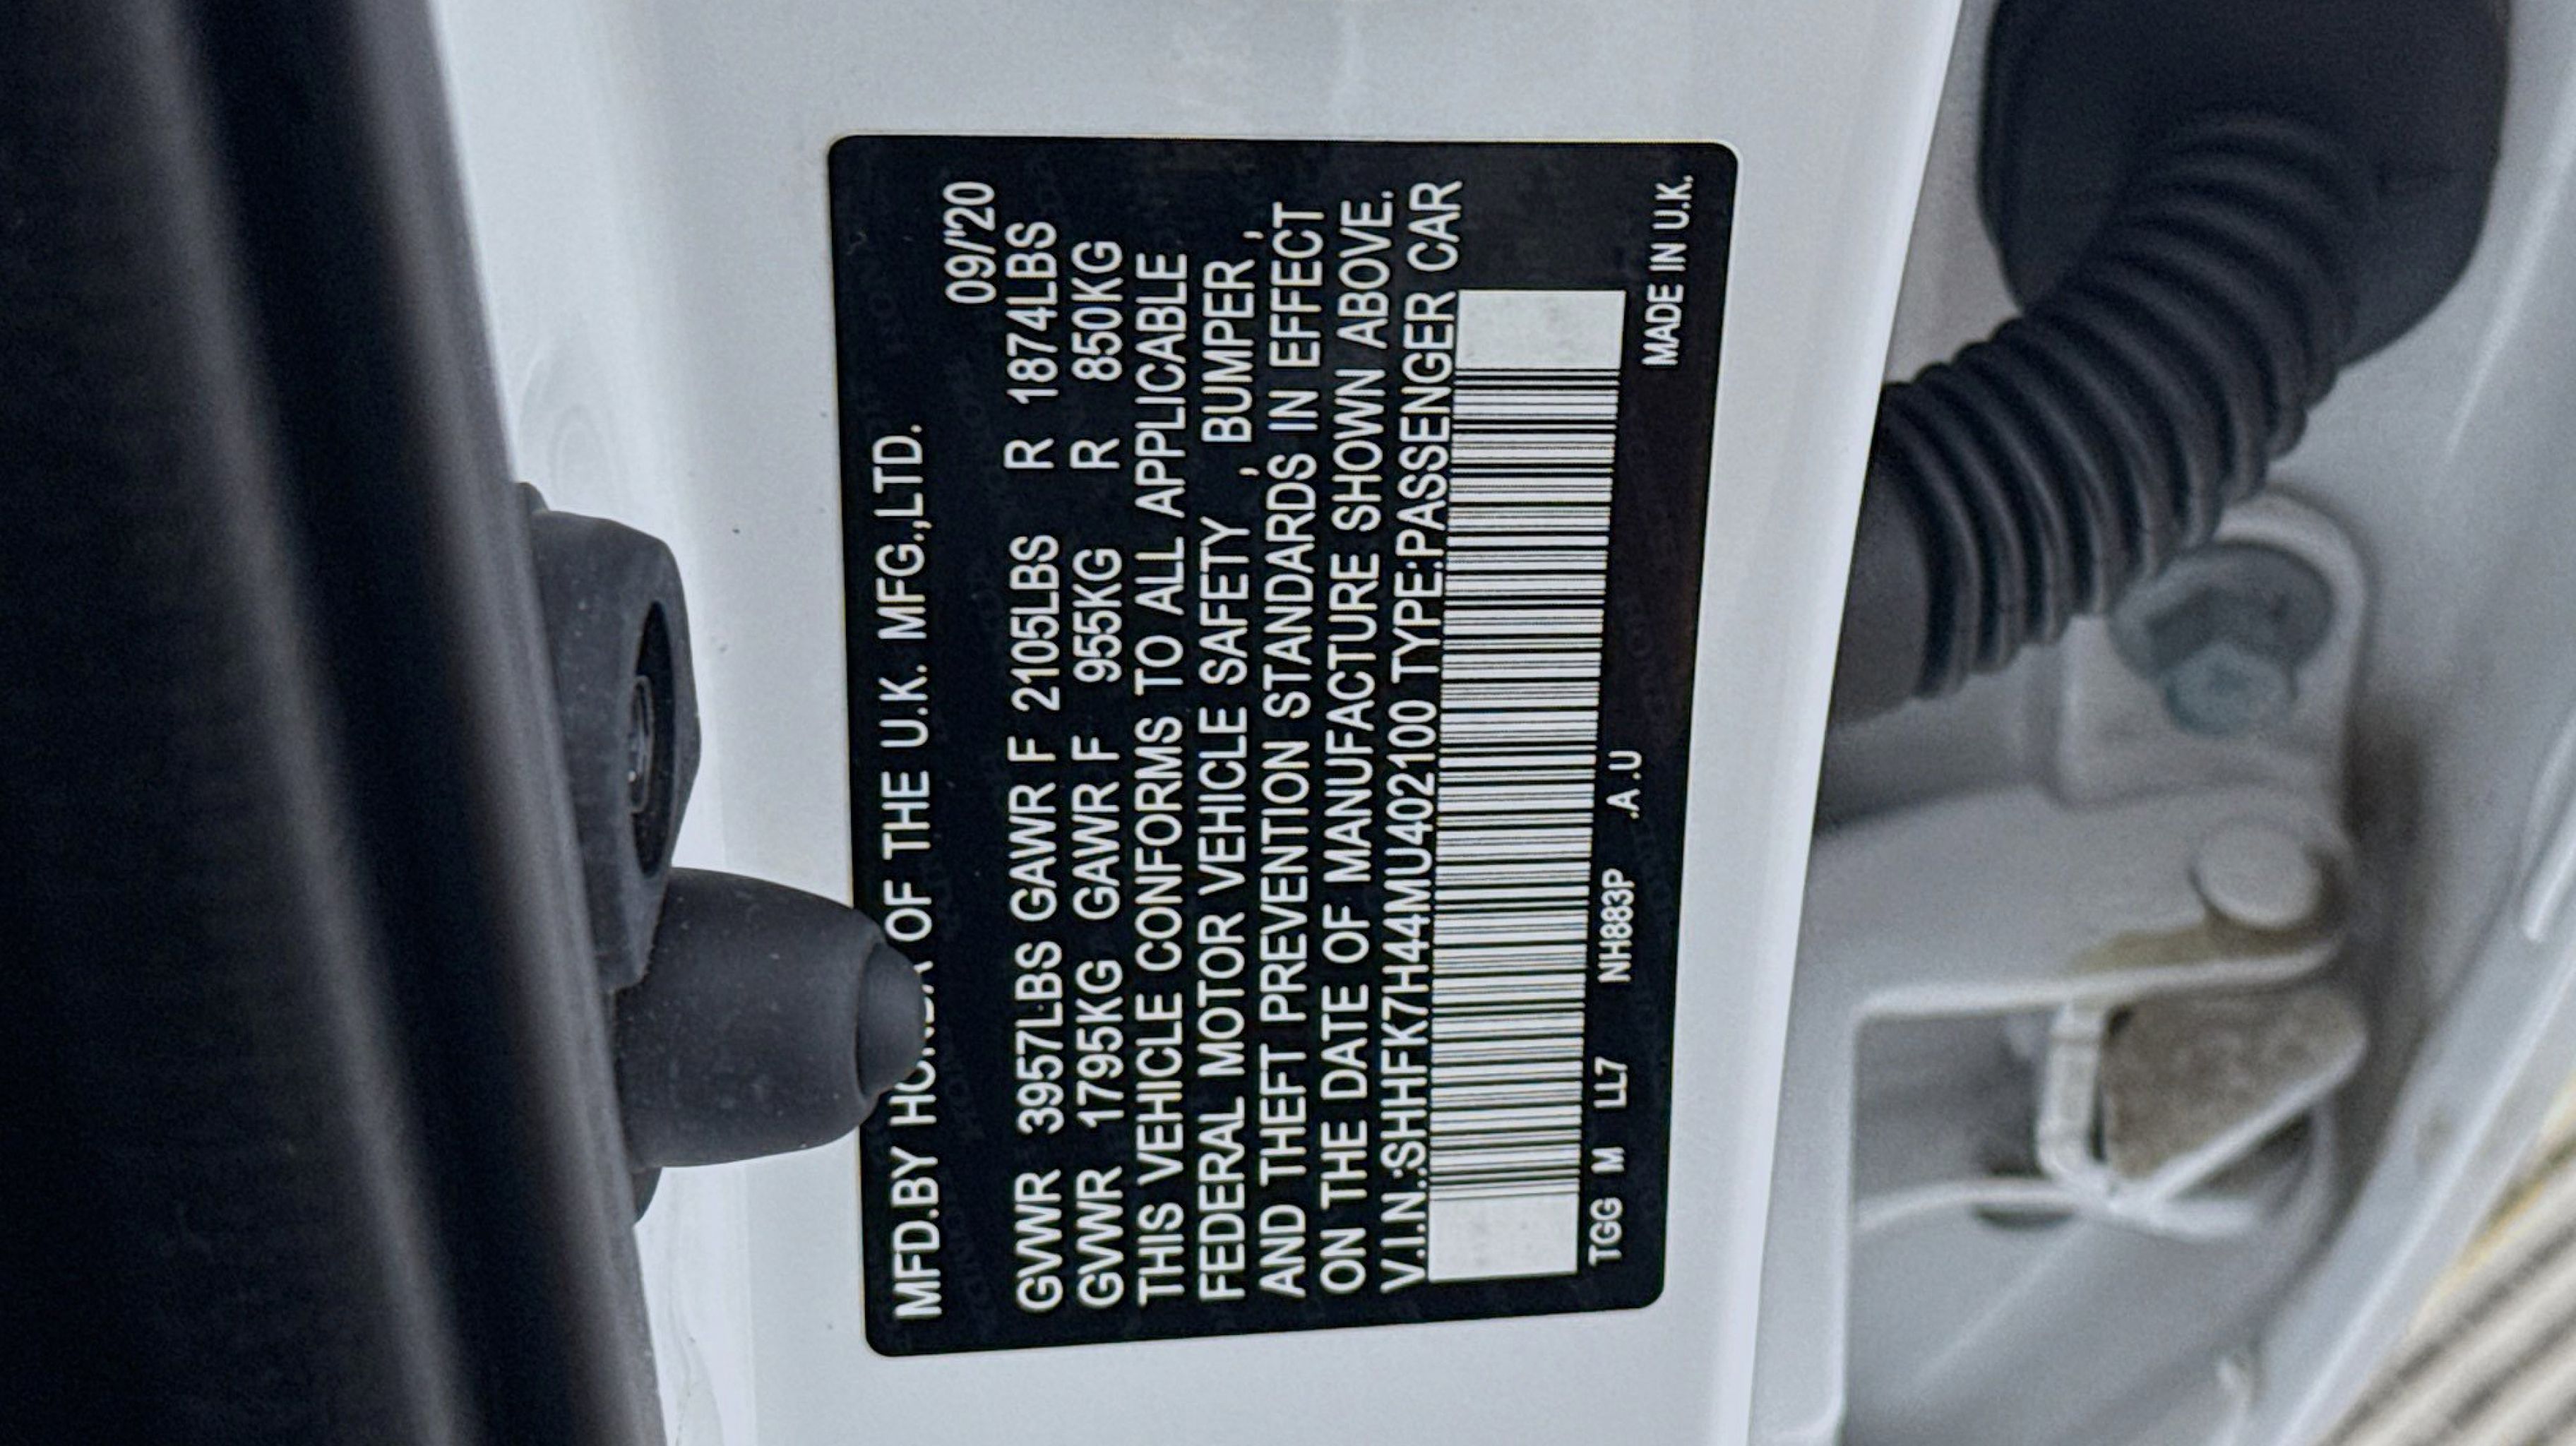 MFD.BY HONDA OF THE U.K. MFG.,LTD.
09/'20
GVWR 3957LBS GAWR F 2105LBS R 1874LBS
GVWR 1795KG GAWR F 955KG R 850KG
THIS VEHICLE CONFORMS TO ALL APPLICABLE
FEDERAL MOTOR VEHICLE SAFETY , BUMPER ,
AND THEFT PREVENTION STANDARDS IN EFFECT
ON THE DATE OF MANUFACTURE SHOWN ABOVE.
V.I.N.:SHHFK7H44MU402100 TYPE:PASSENGER CAR
TGG M LL7 NH883P .A.U
MADE IN U.K.